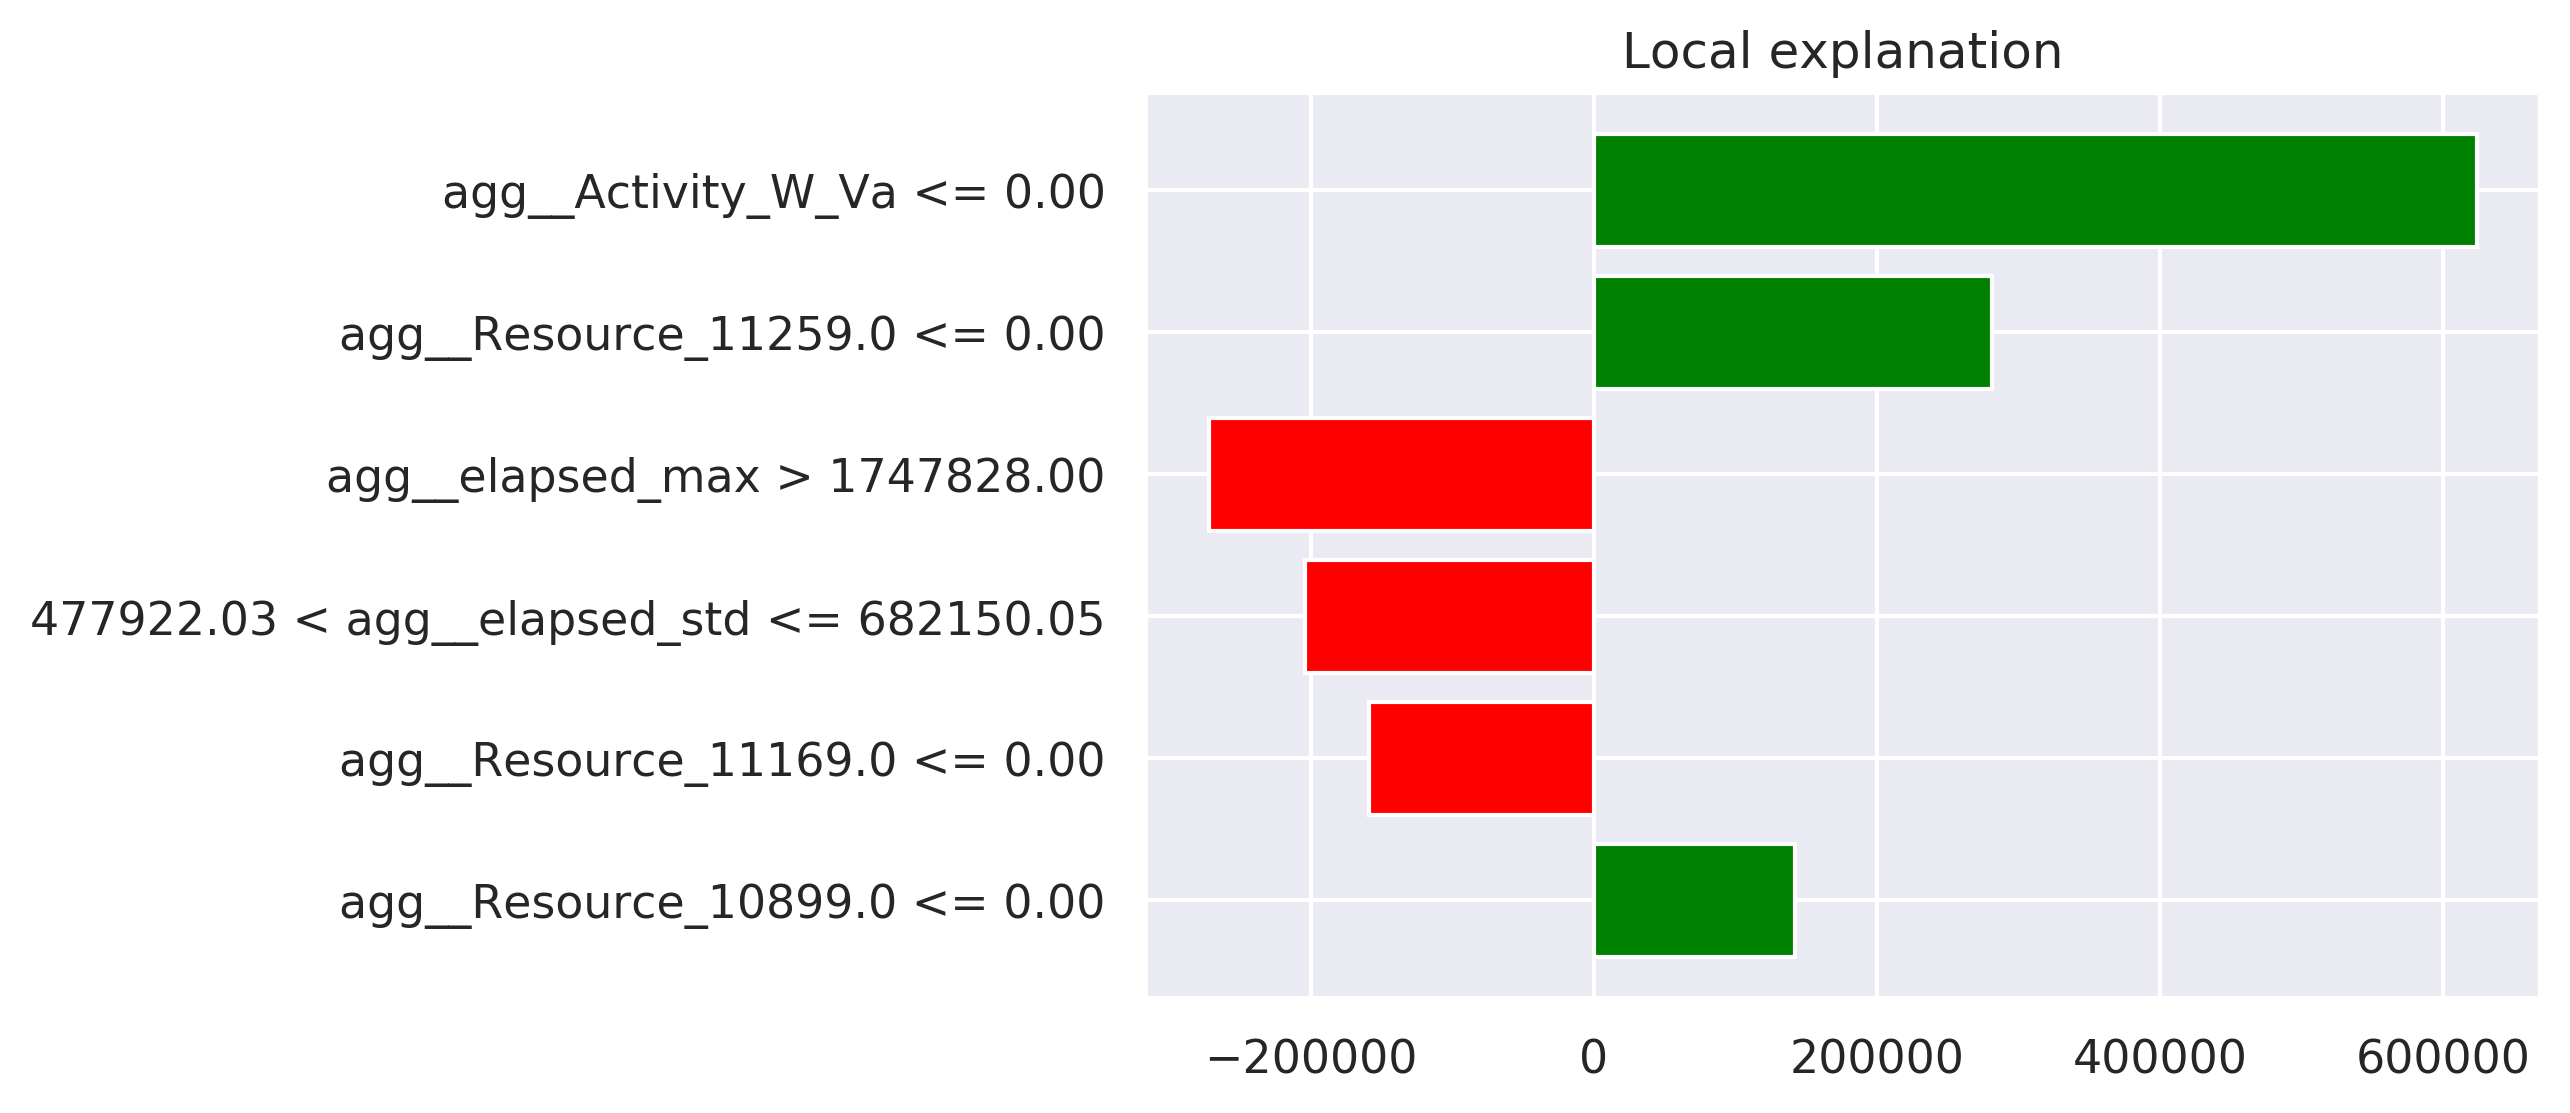 Local explanation
agg__Activity_W_Va <= 0.00
agg__Resource_11259.0 <= 0.00
agg__elapsed_max > 1747828.00
477922.03 < agg__elapsed_std <= 682150.05
agg__Resource_11169.0 <= 0.00
agg__Resource_10899.0 <= 0.00
−200000 0 200000 400000 600000